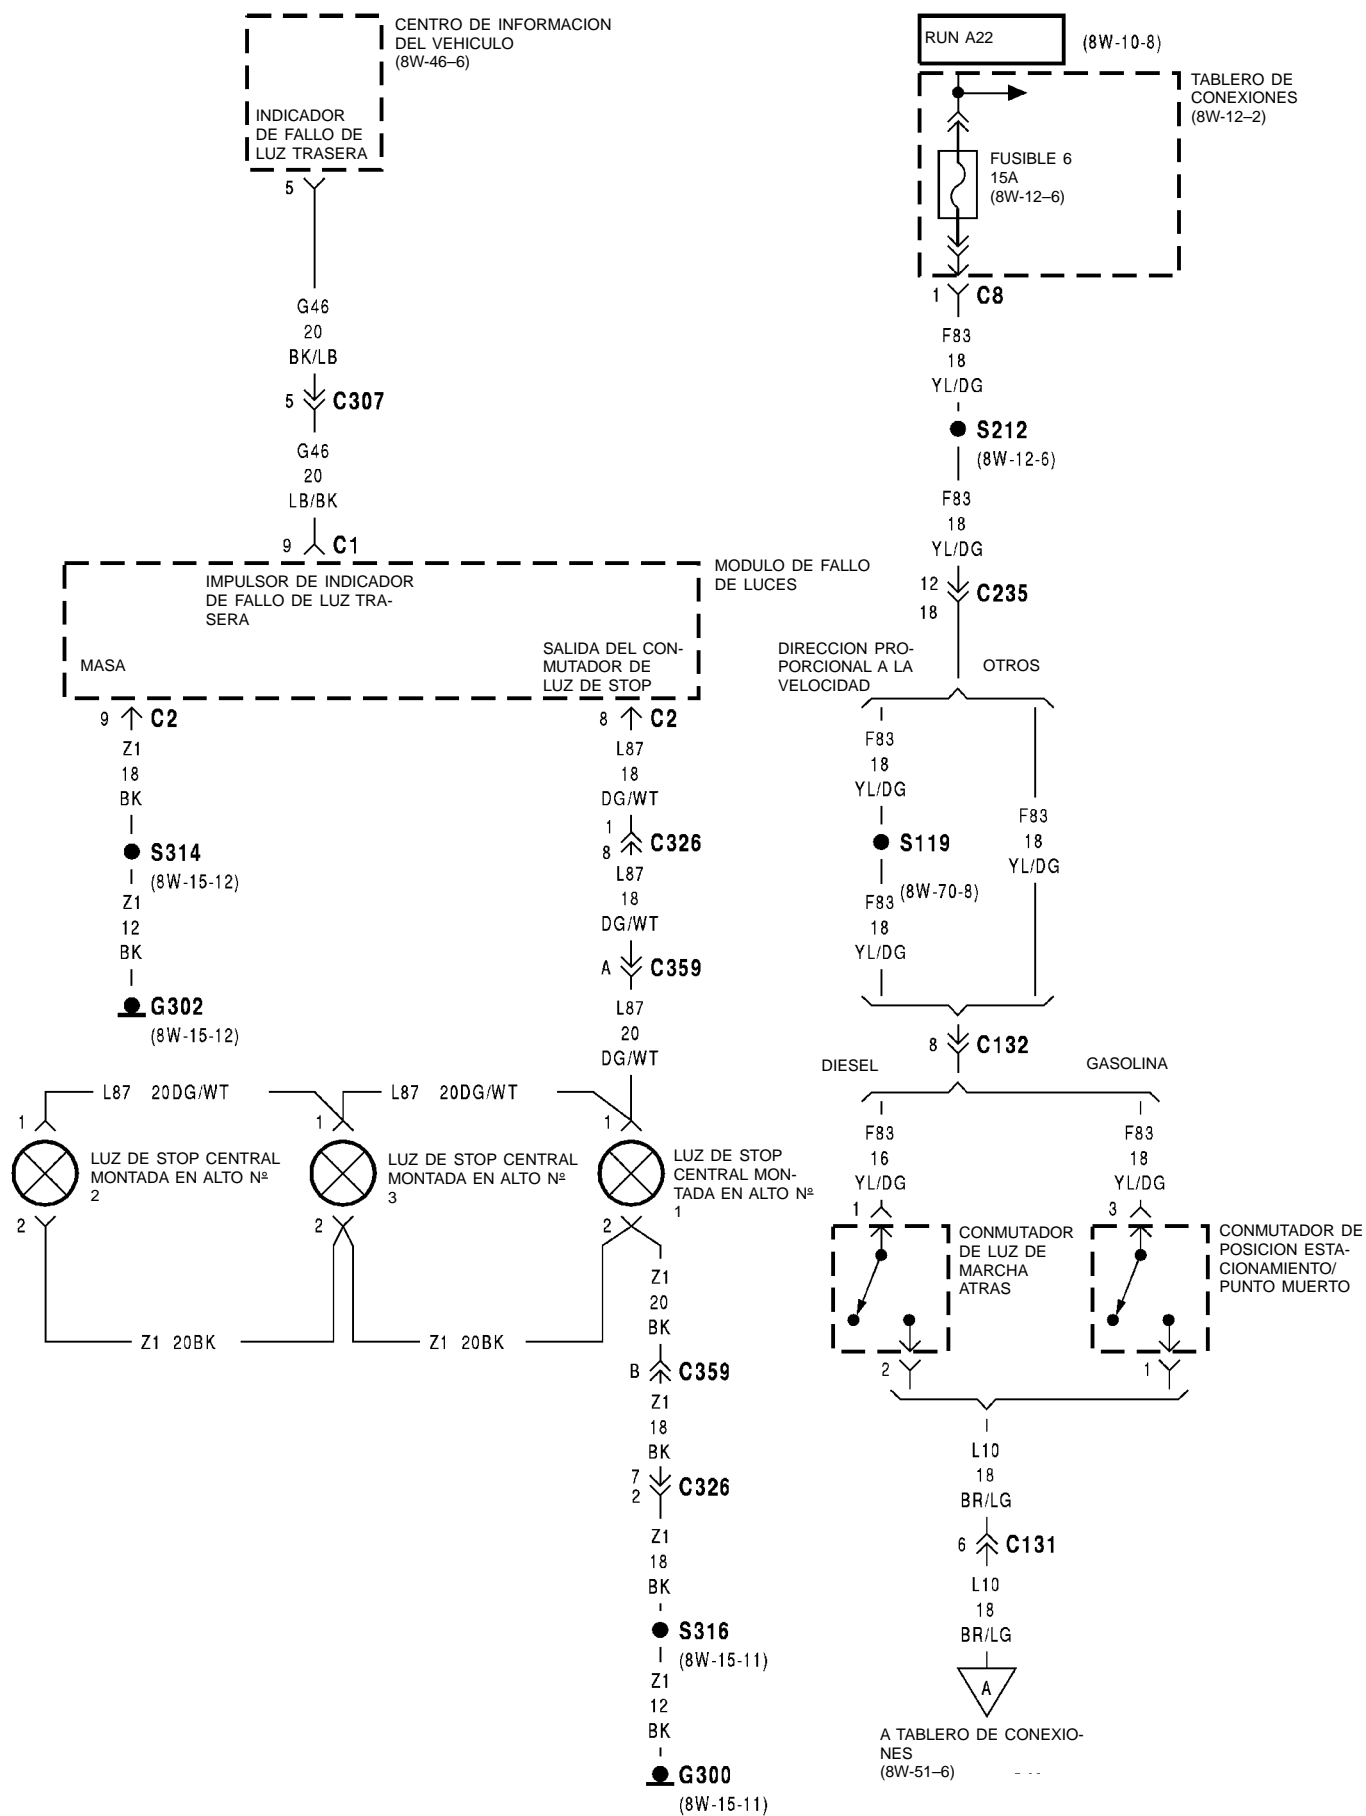 CENTRO DE INFORMACION
DEL VEHICULO
(8W-46–6)
INDICADOR
DE FALLO DE
LUZ TRASERA
5
G46
20
BK/LB
5 C307
G46
20
LB/BK
9 C1
MODULO DE FALLO
DE LUCES
IMPULSOR DE INDICADOR
DE FALLO DE LUZ TRA-
SERA
MASA
SALIDA DEL CON-
MUTADOR DE
LUZ DE STOP
9 C2
Z1
18
BK
S314
(8W-15-12)
Z1
12
BK
G302
(8W-15-12)
8 C2
L87
18
DG/WT
1
8 C326
L87
18
DG/WT
A C359
L87
20
DG/WT
L87 20DG/WT
L87 20DG/WT
1
1
1
LUZ DE STOP CENTRAL
MONTADA EN ALTO Nº
2
LUZ DE STOP CENTRAL
MONTADA EN ALTO Nº
3
LUZ DE STOP
CENTRAL MON-
TADA EN ALTO Nº
1
2
2
2
Z1 20BK
Z1 20BK
Z1
20
BK
B C359
Z1
18
BK
7
2 C326
Z1
18
BK
S316
(8W-15-11)
Z1
12
BK
G300
(8W-15-11)
RUN A22
(8W-10-8)
TABLERO DE
CONEXIONES
(8W-12–2)
FUSIBLE 6
15A
(8W-12–6)
1 C8
F83
18
YL/DG
S212
(8W-12-6)
F83
18
YL/DG
12
18 C235
DIRECCION PRO-
PORCIONAL A LA
VELOCIDAD
OTROS
F83
18
YL/DG
S119
(8W-70-8)
F83
18
YL/DG
F83
18
YL/DG
8 C132
DIESEL
GASOLINA
F83
16
YL/DG
1
CONMUTADOR
DE LUZ DE
MARCHA
ATRAS
2
F83
18
YL/DG
3
CONMUTADOR DE
POSICION ESTA-
CIONAMIENTO/
PUNTO MUERTO
1
L10
18
BR/LG
6 C131
L10
18
BR/LG
A
A TABLERO DE CONEXIO-
NES
(8W-51–6)